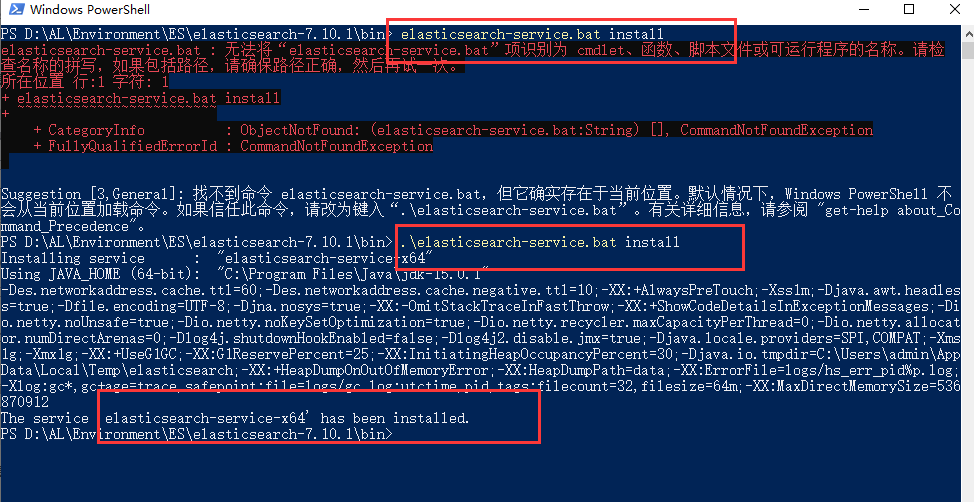 Windows PowerShell
PS D:\AL\Environment\ES\elasticsearch-7.10.1\bin> elasticsearch-service.bat install
elasticsearch-service.bat : 无法将“elasticsearch-service.bat”项识别为 cmdlet、函数、脚本文件或可运行程序的名称。请检
查名称的拼写，如果包括路径，请确保路径正确，然后再试一次。
所在位置 行:1 字符: 1
+ elasticsearch-service.bat install
+ ~~~~~~~~~~~~~~~~~~~~~~~~~
    + CategoryInfo          : ObjectNotFound: (elasticsearch-service.bat:String) [], CommandNotFoundException
    + FullyQualifiedErrorId : CommandNotFoundException
Suggestion [3,General]: 找不到命令 elasticsearch-service.bat，但它确实存在于当前位置。默认情况下，Windows PowerShell 不
会从当前位置加载命令。如果信任此命令，请改为键入“.\elasticsearch-service.bat”。有关详细信息，请参阅 "get-help about_Co
mmand_Precedence"。
PS D:\AL\Environment\ES\elasticsearch-7.10.1\bin> .\elasticsearch-service.bat install
Installing service      :  "elasticsearch-service-x64"
Using JAVA_HOME (64-bit):  "C:\Program Files\Java\jdk-15.0.1"
-Des.networkaddress.cache.ttl=60;-Des.networkaddress.cache.negative.ttl=10;-XX:+AlwaysPreTouch;-Xss1m;-Djava.awt.headles
s=true;-Dfile.encoding=UTF-8;-Djna.nosys=true;-XX:-OmitStackTraceInFastThrow;-XX:+ShowCodeDetailsInExceptionMessages;-Di
o.netty.noUnsafe=true;-Dio.netty.noKeySetOptimization=true;-Dio.netty.recycler.maxCapacityPerThread=0;-Dio.netty.allocat
or.numDirectArenas=0;-Dlog4j.shutdownHookEnabled=false;-Dlog4j2.disable.jmx=true;-Djava.locale.providers=SPI,COMPAT;-Xms
1g;-Xmx1g;-XX:+UseG1GC;-XX:G1ReservePercent=25;-XX:InitiatingHeapOccupancyPercent=30;-Djava.io.tmpdir=C:\Users\admin\App
Data\Local\Temp\elasticsearch;-XX:+HeapDumpOnOutOfMemoryError;-XX:HeapDumpPath=data;-XX:ErrorFile=logs/hs_err_pid%p.log;
-Xlog:gc*,gc+age=trace,safepoint:file=logs/gc.log:utctime,pid,tags:filecount=32,filesize=64m;-XX:MaxDirectMemorySize=536
870912
The service 'elasticsearch-service-x64' has been installed.
PS D:\AL\Environment\ES\elasticsearch-7.10.1\bin>